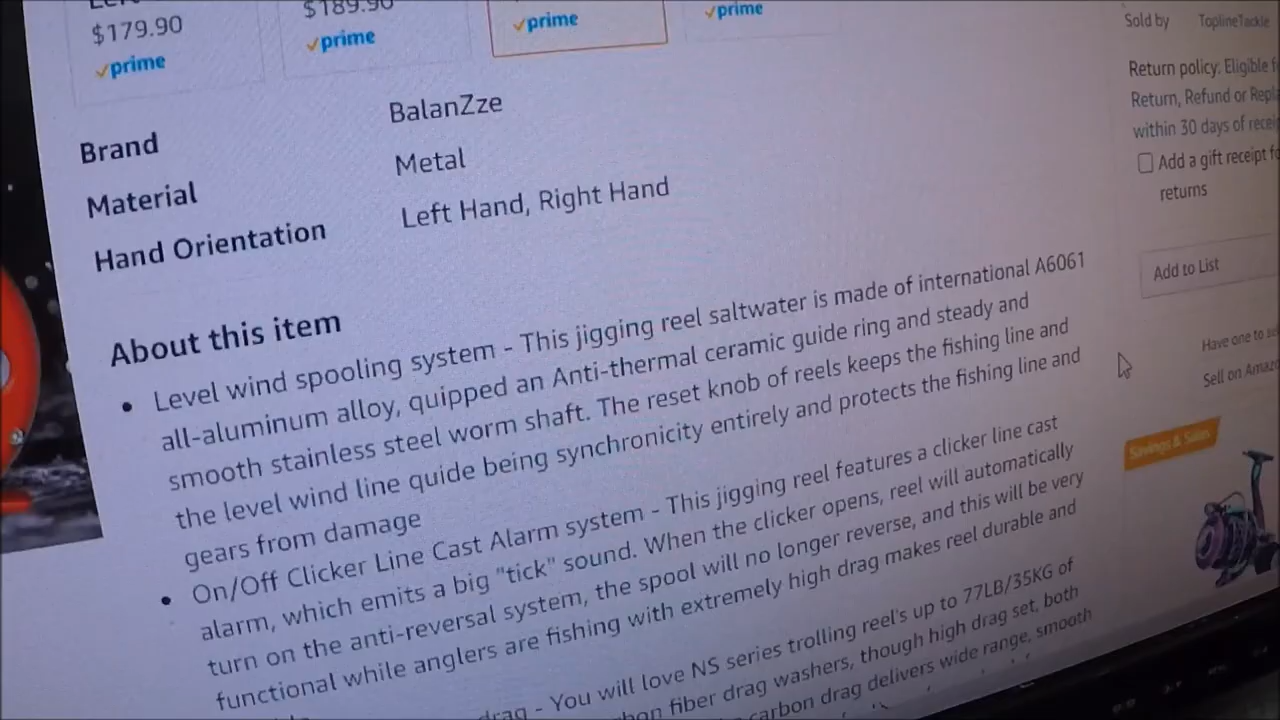 $179.90
$189.90
prime
prime
prime
prime
Brand BalanZze
Material Metal
Hand Orientation Left Hand, Right Hand
About this item
• Level wind spooling system - This jigging reel saltwater is made of international A6061
all-aluminum alloy, quipped an Anti-thermal ceramic guide ring and steady and
smooth stainless steel worm shaft. The reset knob of reels keeps the fishing line and
the level wind line quide being synchronicity entirely and protects the fishing line and
gears from damage
• On/Off Clicker Line Cast Alarm system - This jigging reel features a clicker line cast
alarm, which emits a big "tick" sound. When the clicker opens, reel will automatically
turn on the anti-reversal system, the spool will no longer reverse, and this will be very
functional while anglers are fishing with extremely high drag makes reel durable and
drag - You will love NS series trolling reel's up to 77LB/35KG of
fiber drag washers, though high drag set, both
carbon drag delivers wide range, smooth
Sold by ToplineTackle
Return policy: Eligible
Return, Refund or
within 30 days of
Add a gift receipt
returns
Add to List
Have one to
Sell on
Savings & Sales